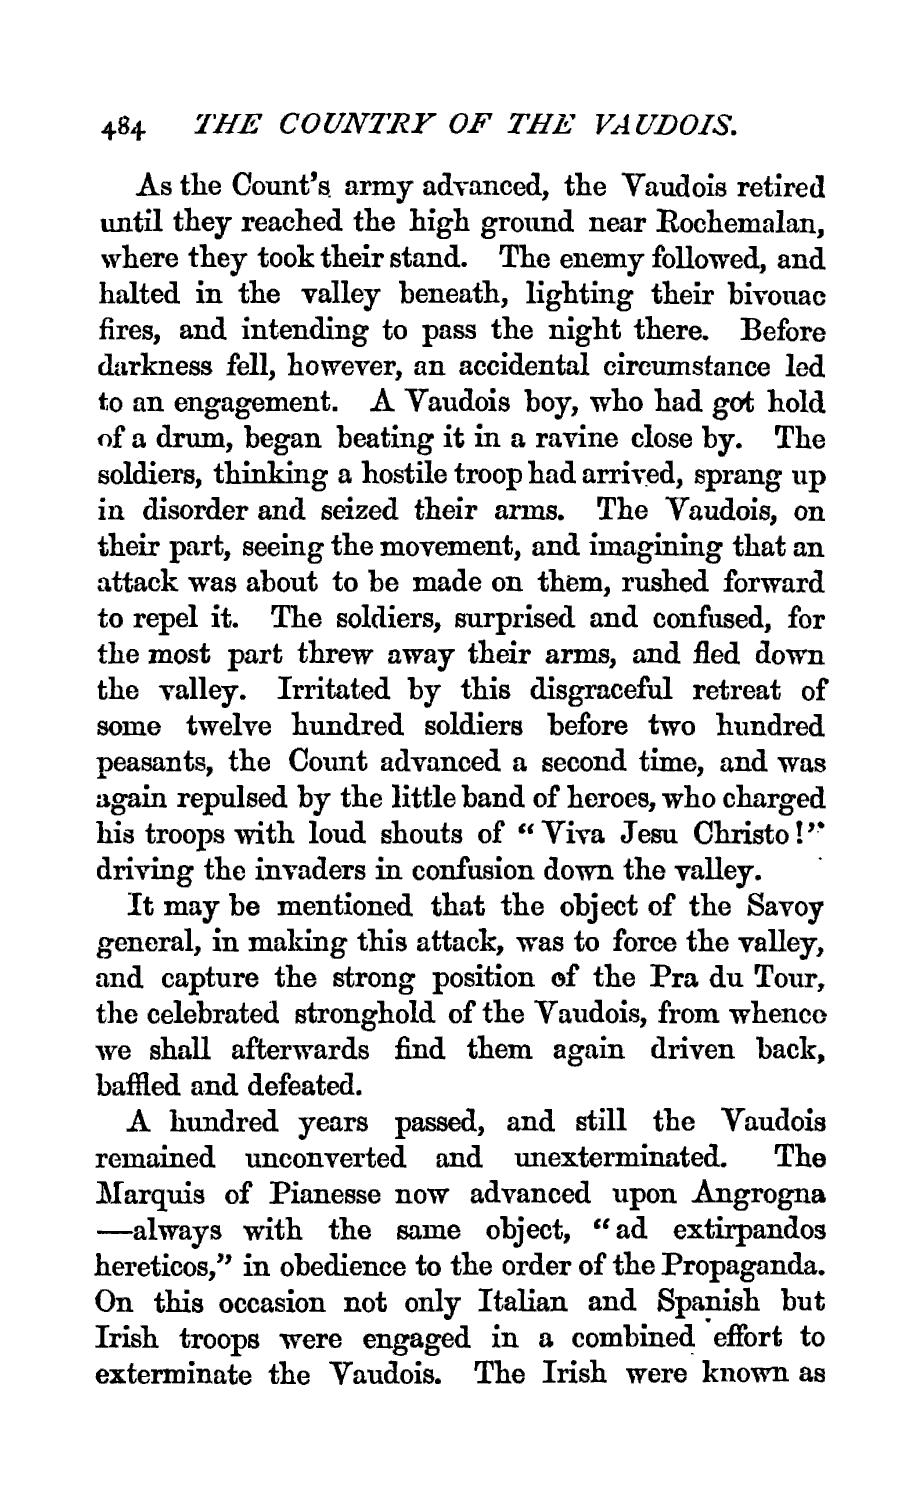 484 THE COUNTRY OF THE VAUDOIS.
As the Count's army advanced, the Vaudois retired
until they reached the high ground near Rochemalan,
where they took their stand. The enemy followed, and
halted in the valley beneath, lighting their bivouac
fires, and intending to pass the night there. Before
darkness fell, however, an accidental circumstance led
to an engagement. A Vaudois boy, who had got hold
of a drum, began beating it in a ravine close by. The
soldiers, thinking a hostile troop had arrived, sprang up
in disorder and seized their arms. The Vaudois, on
their part, seeing the movement, and imagining that an
attack was about to be made on them, rushed forward
to repel it. The soldiers, surprised and confused, for
the most part threw away their arms, and fled down
the valley. Irritated by this disgraceful retreat of
some twelve hundred soldiers before two hundred
peasants, the Count advanced a second time, and was
again repulsed by the little band of heroes, who charged
his troops with loud shouts of "Viva Jesu Christo!"
driving the invaders in confusion down the valley.
It may be mentioned that the object of the Savoy
general, in making this attack, was to force the valley,
and capture the strong position of the Pra du Tour,
the celebrated stronghold of the Vaudois, from whence
we shall afterwards find them again driven back,
baffled and defeated.
A hundred years passed, and still the Vaudois
remained unconverted and unexterminated. The
Marquis of Pianesse now advanced upon Angrogna
—always with the same object, "ad extirpandos
hereticos," in obedience to the order of the Propaganda.
On this occasion not only Italian and Spanish but
Irish troops were engaged in a combined effort to
exterminate the Vaudois. The Irish were known as